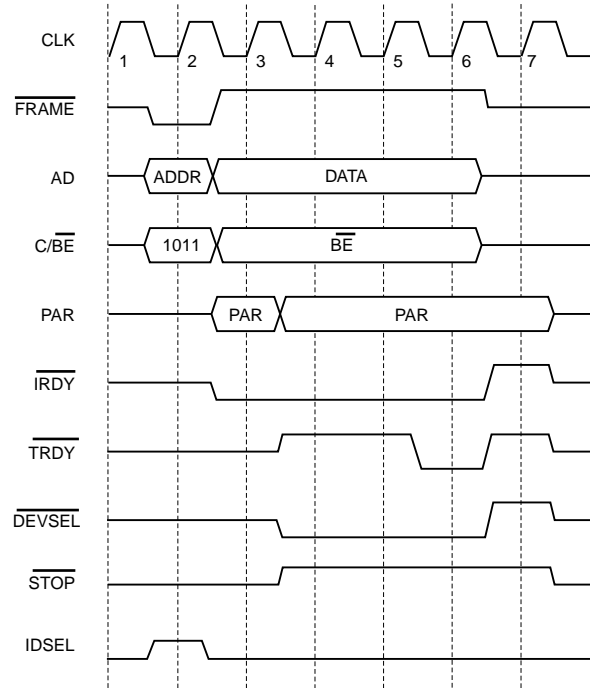 CLK
1 2 3 4 5 6 7
FRAME
AD ADDR DATA
C/BE 1011 BE
PAR PAR PAR
IRDY
TRDY
DEVSEL
STOP
IDSEL